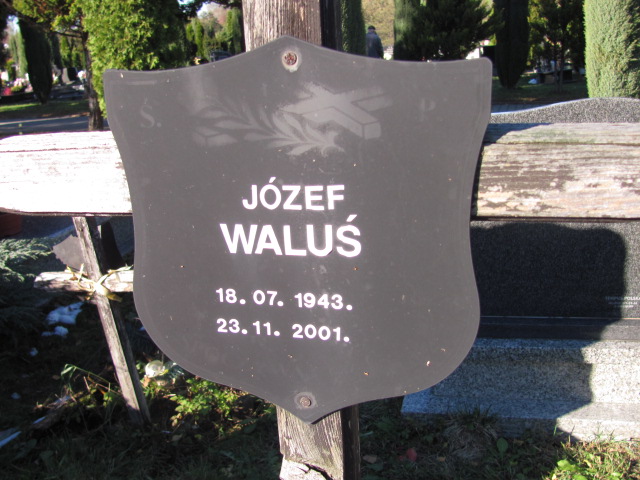 Ś P
JÓZEF
WALUŚ
18. 07. 1943.
23. 11. 2001.